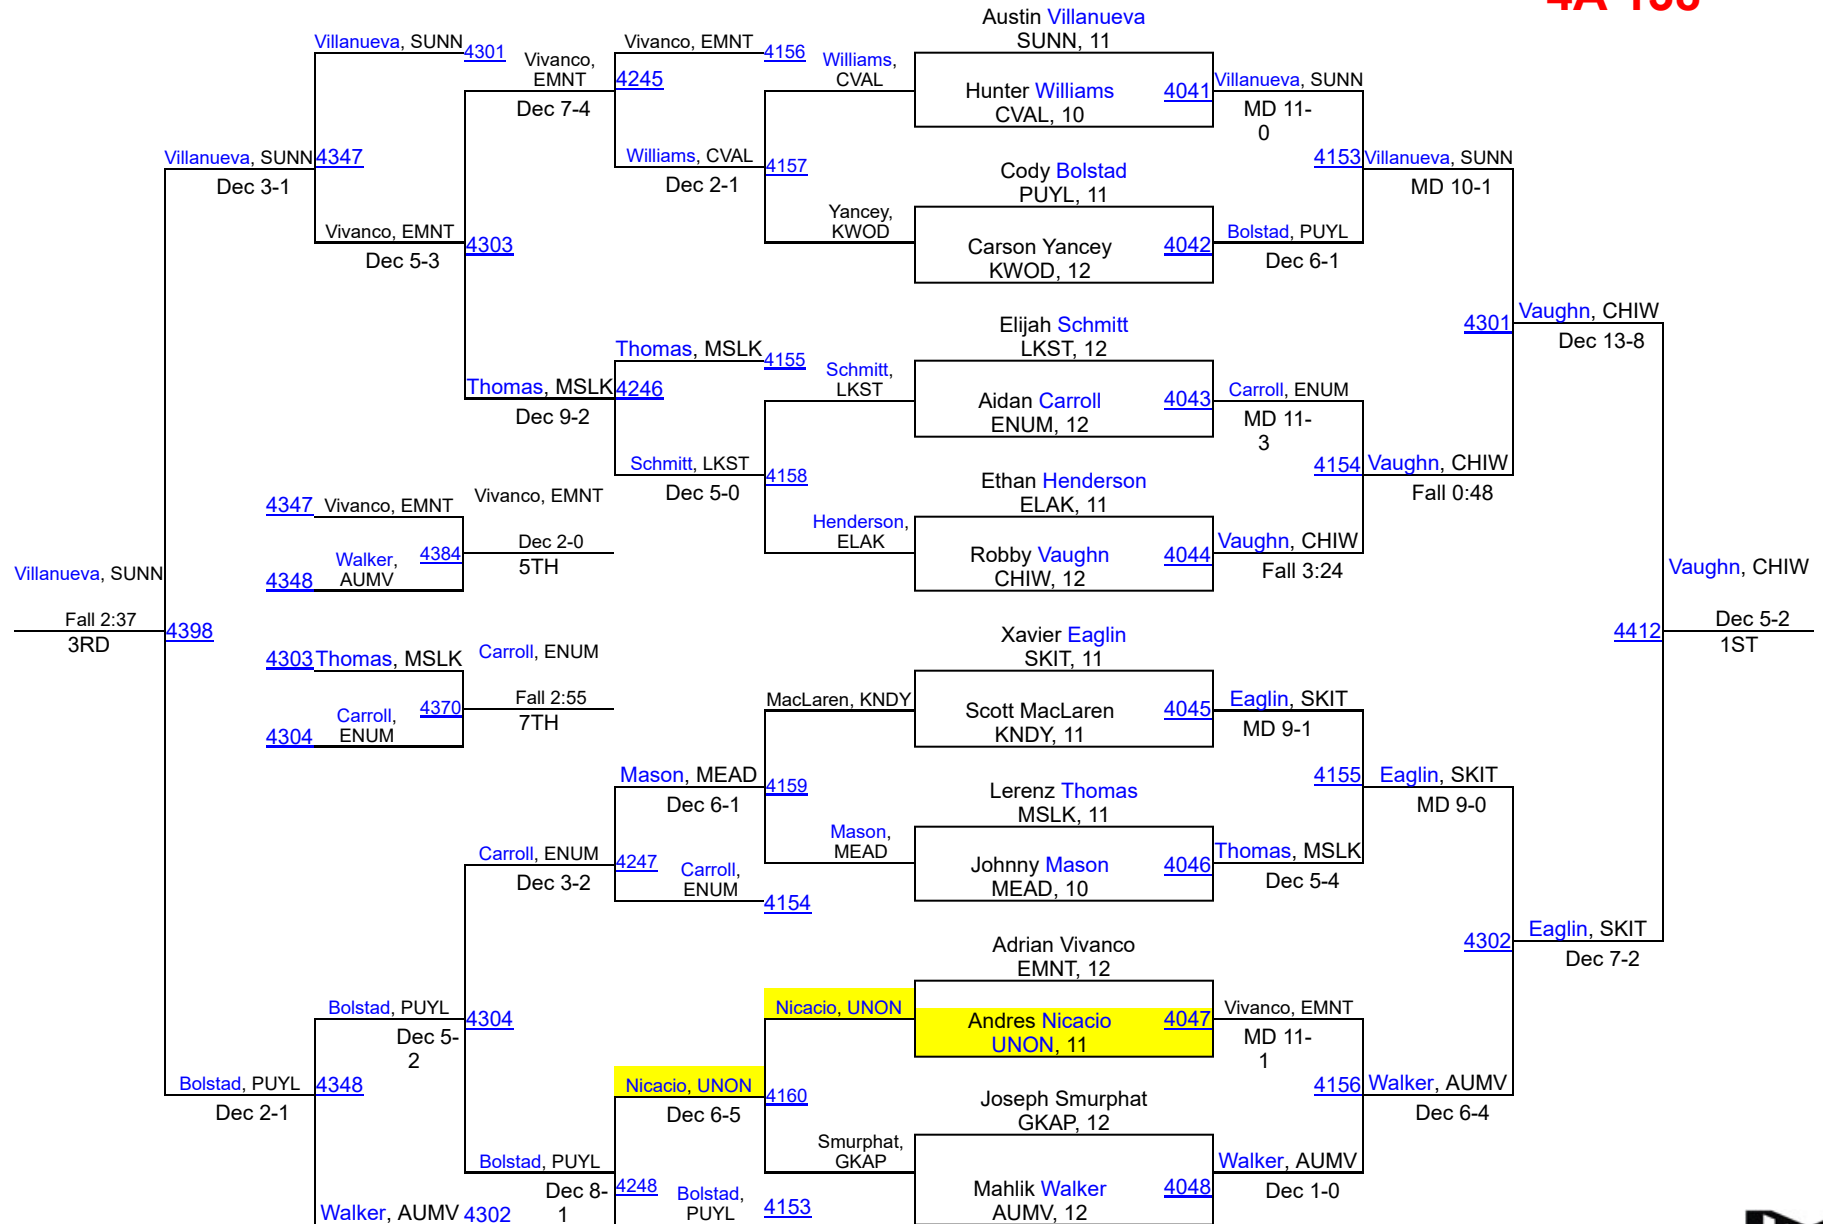 Austin Villanueva
SUNN, 11
Villanueva, SUNN
4301
Vivanco,
EMNT
Dec 7-4
Vivanco, EMNT
4156
4245
Williams,
CVAL
Hunter Williams
CVAL, 10
4041
Villanueva, SUNN
MD 11-
0
Villanueva, SUNN
4347
Dec 3-1
Williams, CVAL
4157
Dec 2-1
Cody Bolstad
PUYL, 11
4153
Villanueva, SUNN
MD 10-1
Vivanco, EMNT
4303
Dec 5-3
Yancey,
KWOD
Carson Yancey
KWOD, 12
4042
Bolstad, PUYL
Dec 6-1
Elijah Schmitt
LKST, 12
4301
Vaughn, CHIW
Dec 13-8
Thomas, MSLK
4155
Thomas, MSLK
4246
Dec 9-2
Schmitt,
LKST
Aidan Carroll
ENUM, 12
4043
Carroll, ENUM
MD 11-
3
Schmitt, LKST
4158
Dec 5-0
Ethan Henderson
ELAK, 11
4154
Vaughn, CHIW
Fall 0:48
4347
Vivanco, EMNT
Vivanco, EMNT
Dec 2-0
5TH
Walker,
AUMV
4384
4348
Henderson,
ELAK
Robby Vaughn
CHIW, 12
4044
Vaughn, CHIW
Fall 3:24
Villanueva, SUNN
Fall 2:37
3RD
4398
Vaughn, CHIW
4412
Dec 5-2
1ST
Xavier Eaglin
SKIT, 11
4303
Thomas, MSLK
Carroll, ENUM
Fall 2:55
7TH
Carroll,
ENUM
4370
4304
MacLaren, KNDY
Scott MacLaren
KNDY, 11
4045
Eaglin, SKIT
MD 9-1
Mason, MEAD
4159
Dec 6-1
Lerenz Thomas
MSLK, 11
4155
Eaglin, SKIT
MD 9-0
Carroll, ENUM
4247
Dec 3-2
Carroll,
ENUM
4154
Mason,
MEAD
Johnny Mason
MEAD, 10
4046
Thomas, MSLK
Dec 5-4
Adrian Vivanco
EMNT, 12
4302
Eaglin, SKIT
Dec 7-2
Bolstad, PUYL
4304
Dec 5-
2
Nicacio, UNON
Andres Nicacio
UNON, 11
4047
Vivanco, EMNT
MD 11-
1
Bolstad, PUYL
4348
Dec 2-1
Nicacio, UNON
4160
Dec 6-5
Joseph Smurphat
GKAP, 12
4156
Walker, AUMV
Dec 6-4
Bolstad, PUYL
4248
Dec 8-
1
Bolstad,
PUYL
4153
Smurphat,
GKAP
Mahlik Walker
AUMV, 12
4048
Walker, AUMV
Dec 1-0
Walker, AUMV
4302